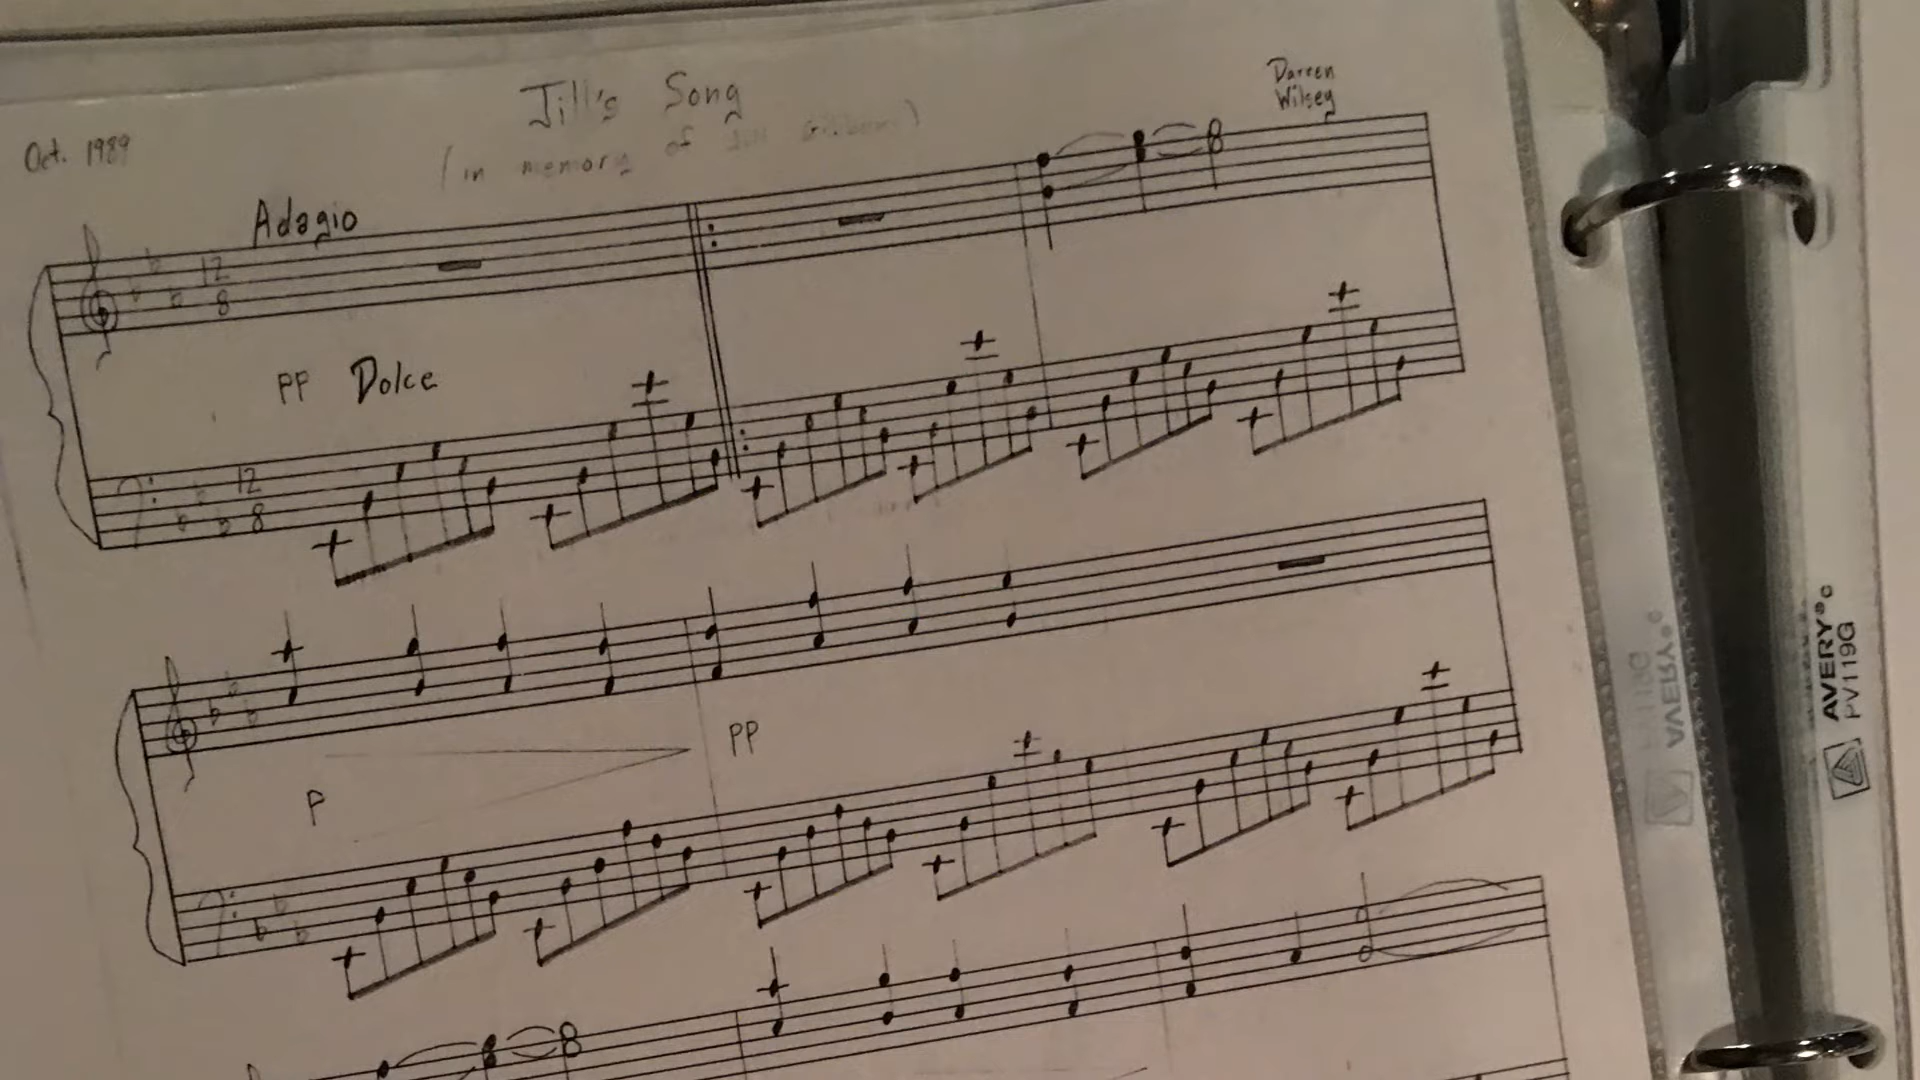 Jill's Song
Darren
Wilsey
Oct. 1989
(in memory of Jill
Adagio
12
8
pp Dolce
12
8
pp
p
AVERY®
PV119G